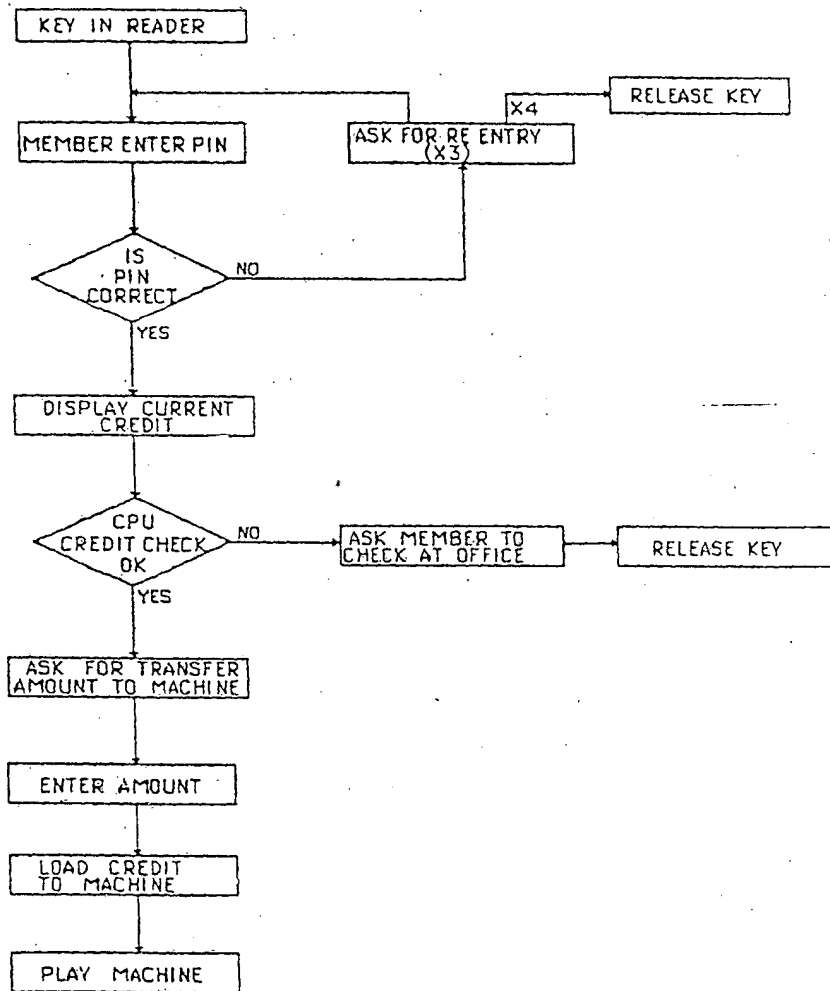 KEY IN READER
RELEASE KEY
X4
MEMBER ENTER PIN
ASK FOR RE ENTRY
(X3)
IS
PIN
CORRECT
NO
YES
DISPLAY CURRENT
CREDIT
CPU
CREDIT CHECK
OK
NO
ASK MEMBER TO
CHECK AT OFFICE
RELEASE KEY
YES
ASK FOR TRANSFER
AMOUNT TO MACHINE
ENTER AMOUNT
LOAD CREDIT
TO MACHINE
PLAY MACHINE